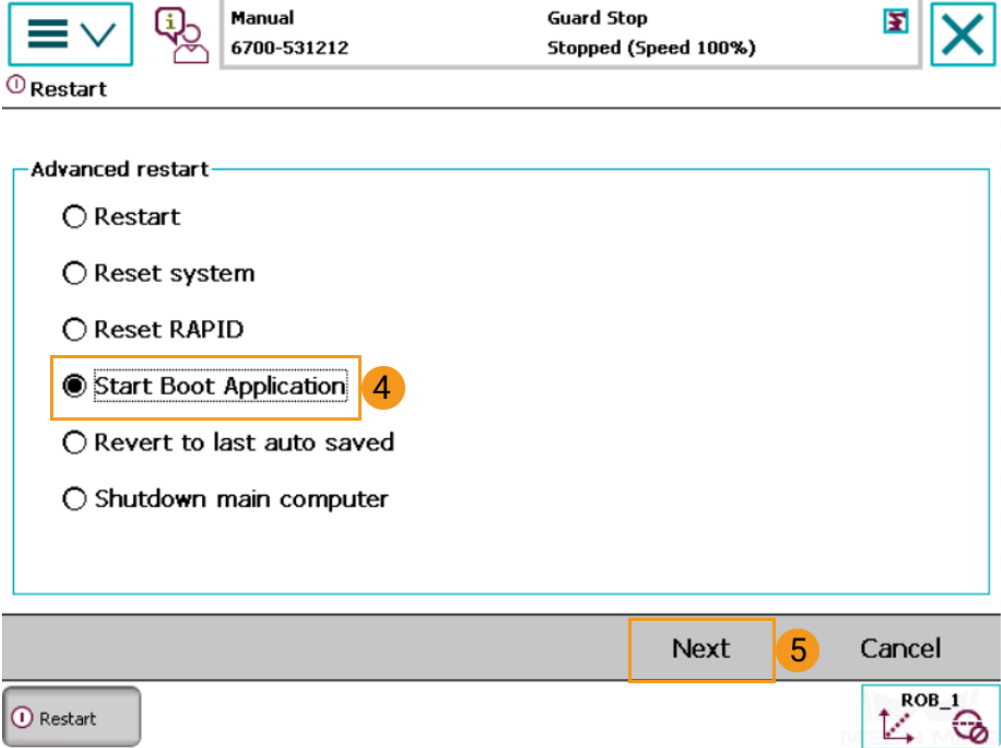 Manual
Guard Stop
6700-531212
Stopped (Speed 100%)
Restart
Advanced restart
Restart
Reset system
Reset RAPID
Start Boot Application
4
Revert to last auto saved
Shutdown main computer
Next
5
Cancel
Restart
ROB_1